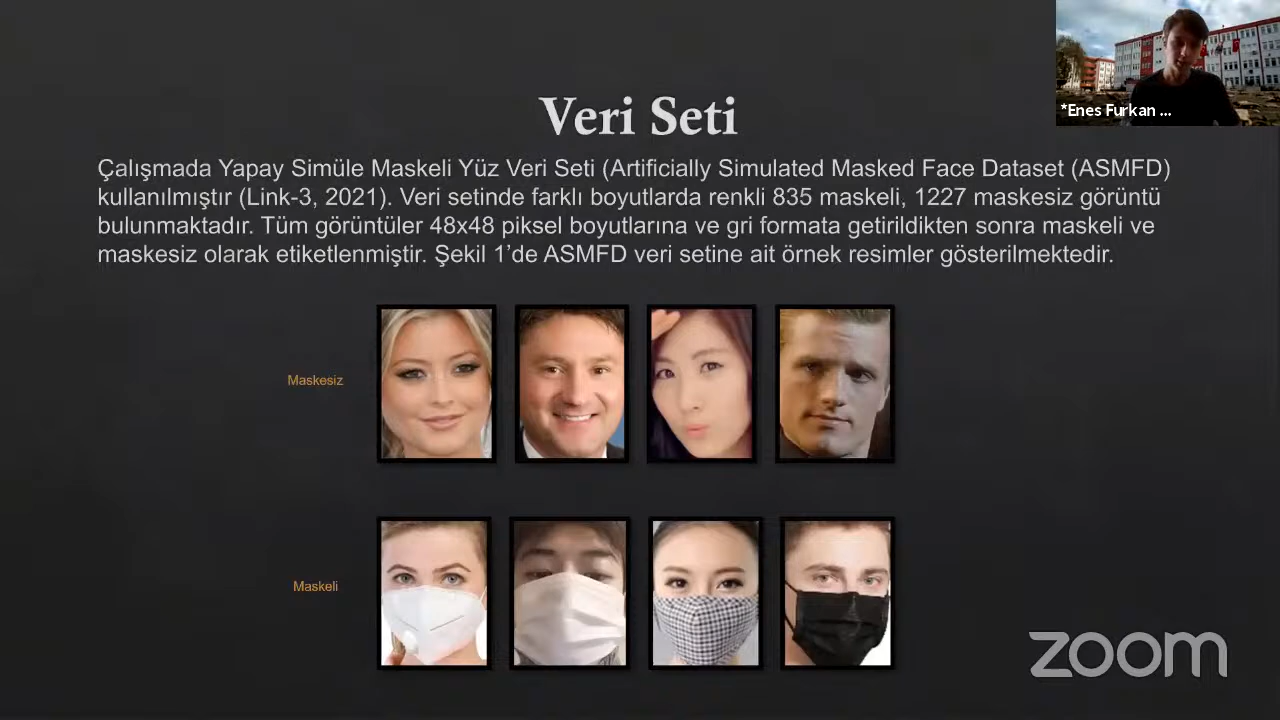 *Enes Furkan ...
Veri Seti
Çalışmada Yapay Simüle Maskeli Yüz Veri Seti (Artificially Simulated Masked Face Dataset (ASMFD)
kullanılmıştır (Link-3, 2021). Veri setinde farklı boyutlarda renkli 835 maskeli, 1227 maskesiz görüntü
bulunmaktadır. Tüm görüntüler 48x48 piksel boyutlarına ve gri formata getirildikten sonra maskeli ve
maskesiz olarak etiketlenmiştir. Şekil 1’de ASMFD veri setine ait örnek resimler gösterilmektedir.
Maskesiz
Maskeli
zoom